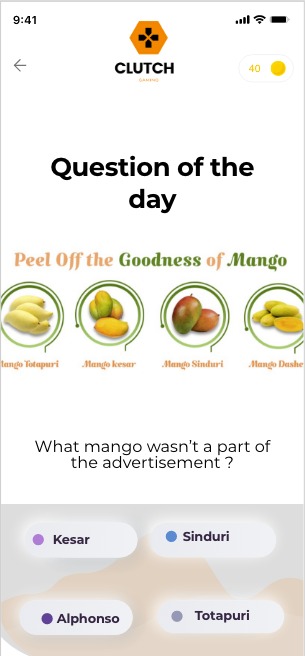 9:41
CLUTCH
GAMING
40
Question of the
day
Peel Off the Goodness of Mango
Mango Totapuri
Mango kesar
Mango Sinduri
Mango Dashe
What mango wasn't a part of
the advertisement ?
Kesar
Sinduri
Alphonso
Totapuri